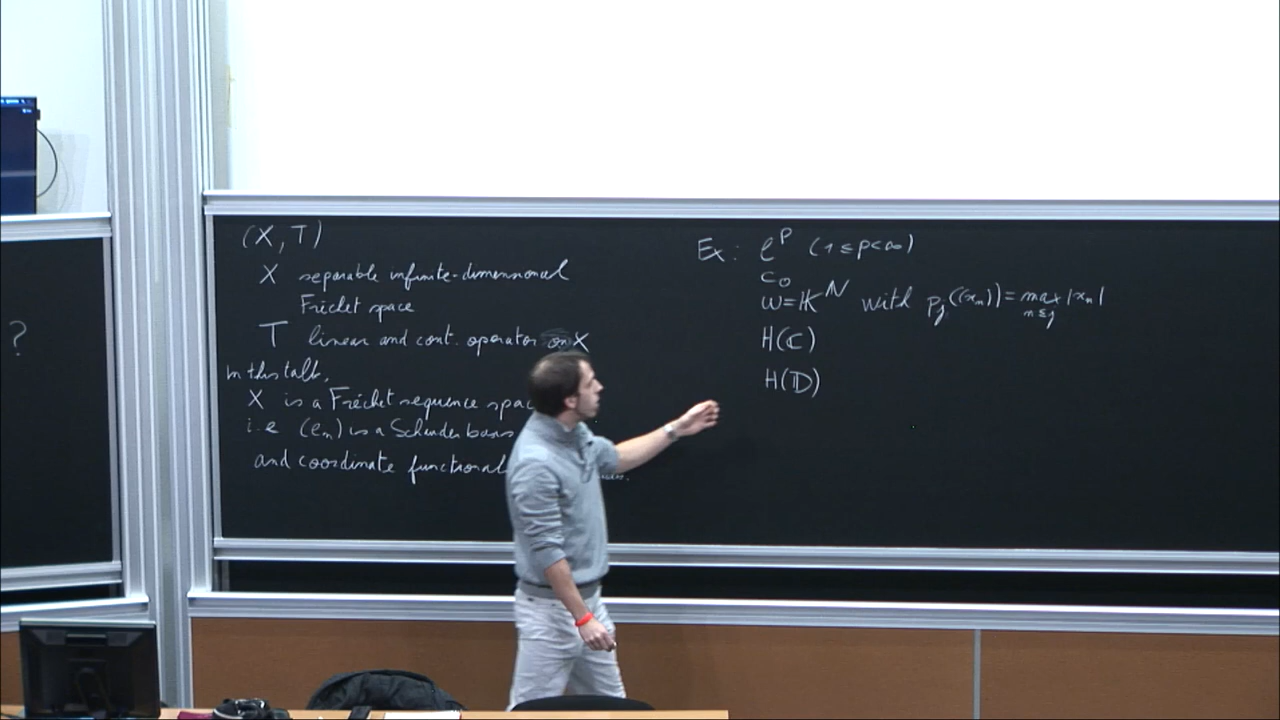 ?
(X, T)
X separable infinite-dimensional
Fréchet space
T linear and cont. operator on X
In this talk,
X is a Fréchet sequence
i.e (eₙ) is a Schauder basis
and coordinate functional
Ex: ℓᵖ (1≤p<∞)
c₀
ω=𝕂^ℕ with pⱼ((xₙ))=max_{n≤j}|xₙ|
H(ℂ)
H(𝔻)